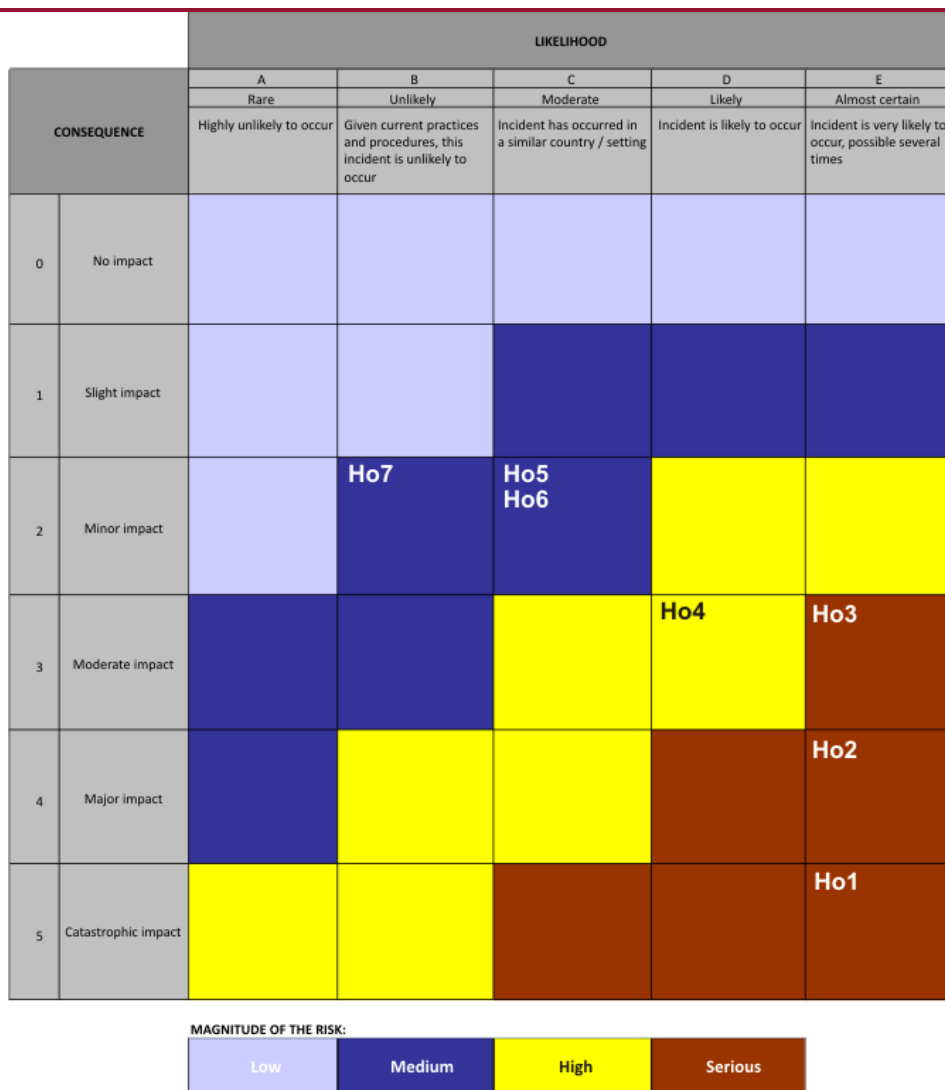 LIKELIHOOD
CONSEQUENCE
A
B
C
D
E
Rare
Unlikely
Moderate
Likely
Almost certain
Highly unlikely to occur
Given current practices
and procedures, this
incident is unlikely to
occur
Incident has occurred in
a similar country / setting
Incident is likely to occur
Incident is very likely to
occur, possible several
times
0
No impact
1
Slight impact
2
Minor impact
Ho7
Ho5
Ho6
3
Moderate impact
Ho4
Ho3
4
Major impact
Ho2
5
Catastrophic impact
Ho1
MAGNITUDE OF THE RISK:
Low
Medium
High
Serious